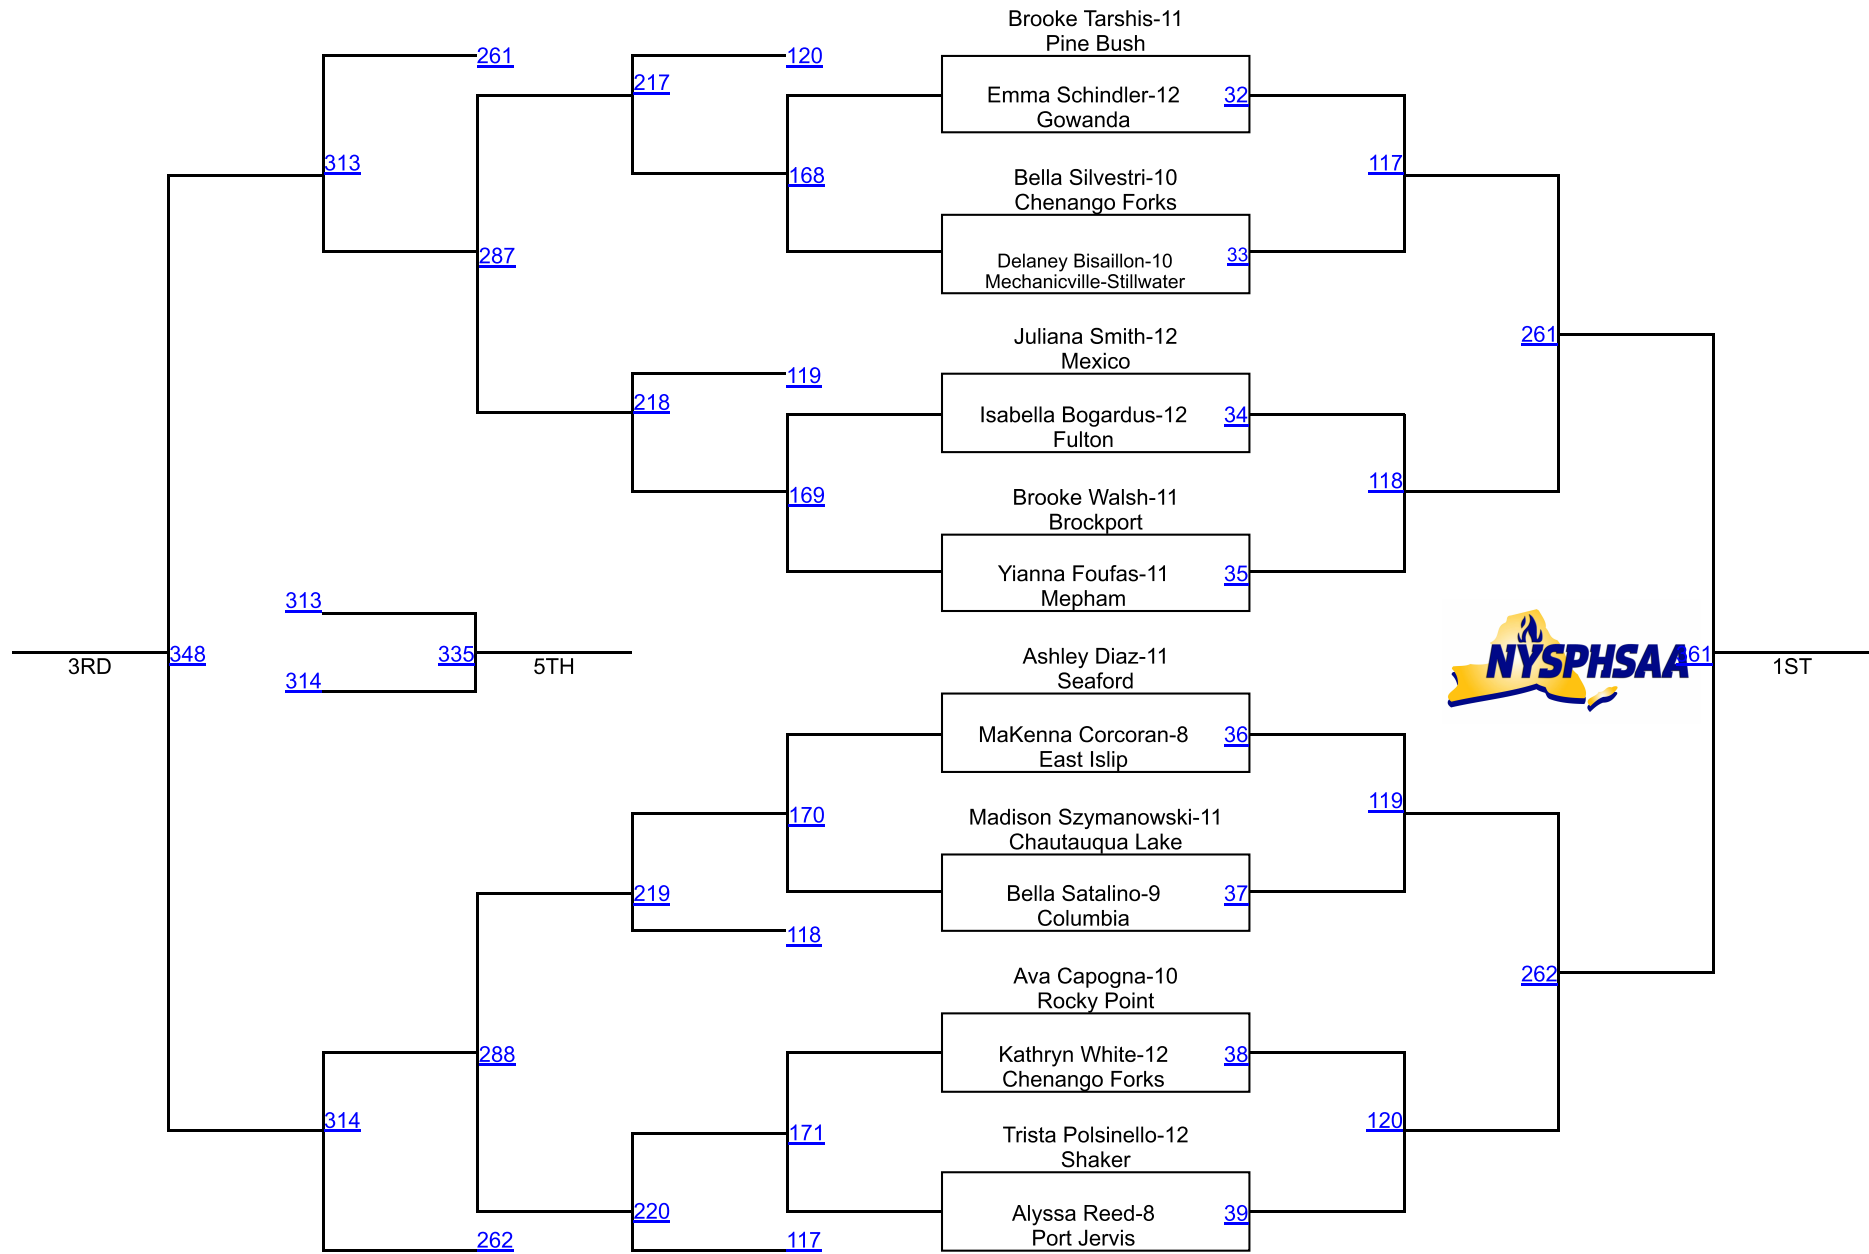 Brooke Tarshis-11
Pine Bush
261
120
217
Emma Schindler-12
32
Gowanda
313
117
168
Bella Silvestri-10
Chenango Forks
287
Delaney Bisaillon-10
33
Mechanicville-Stillwater
Juliana Smith-12
261
Mexico
119
218
Isabella Bogardus-12
34
Fulton
118
169
Brooke Walsh-11
Brockport
Yianna Foufas-11
35
Mepham
313
348
3RD
335
5TH
314
NYSPHSAA
1ST
Ashley Diaz-11
Seaford
MaKenna Corcoran-8
36
East Islip
119
170
Madison Szymanowski-11
Chautauqua Lake
219
Bella Satalino-9
37
Columbia
118
Ava Capogna-10
262
Rocky Point
288
Kathryn White-12
38
Chenango Forks
314
120
171
Trista Polsinello-12
Shaker
220
Alyssa Reed-8
39
Port Jervis
262
117